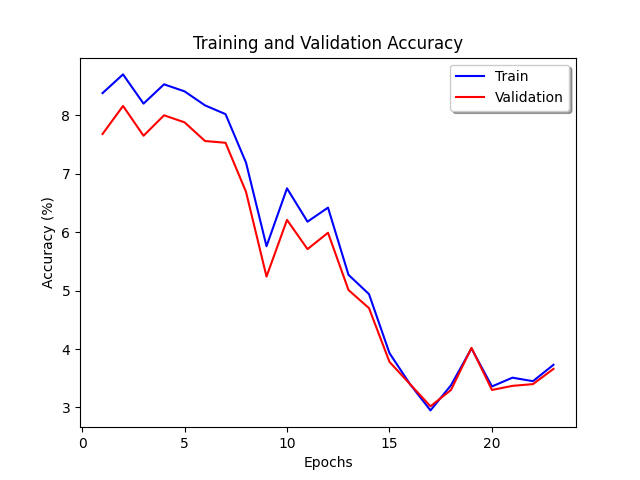 Training and Validation Accuracy
Train
Validation
8
7
6
5
4
3
Accuracy (%)
0 5 10 15 20
Epochs